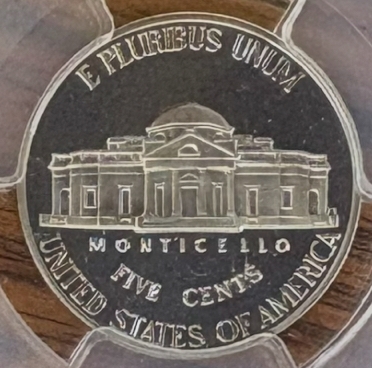 E PLURIBUS UNUM
MONTICELLO
FIVE CENTS
UNITED STATES OF AMERICA